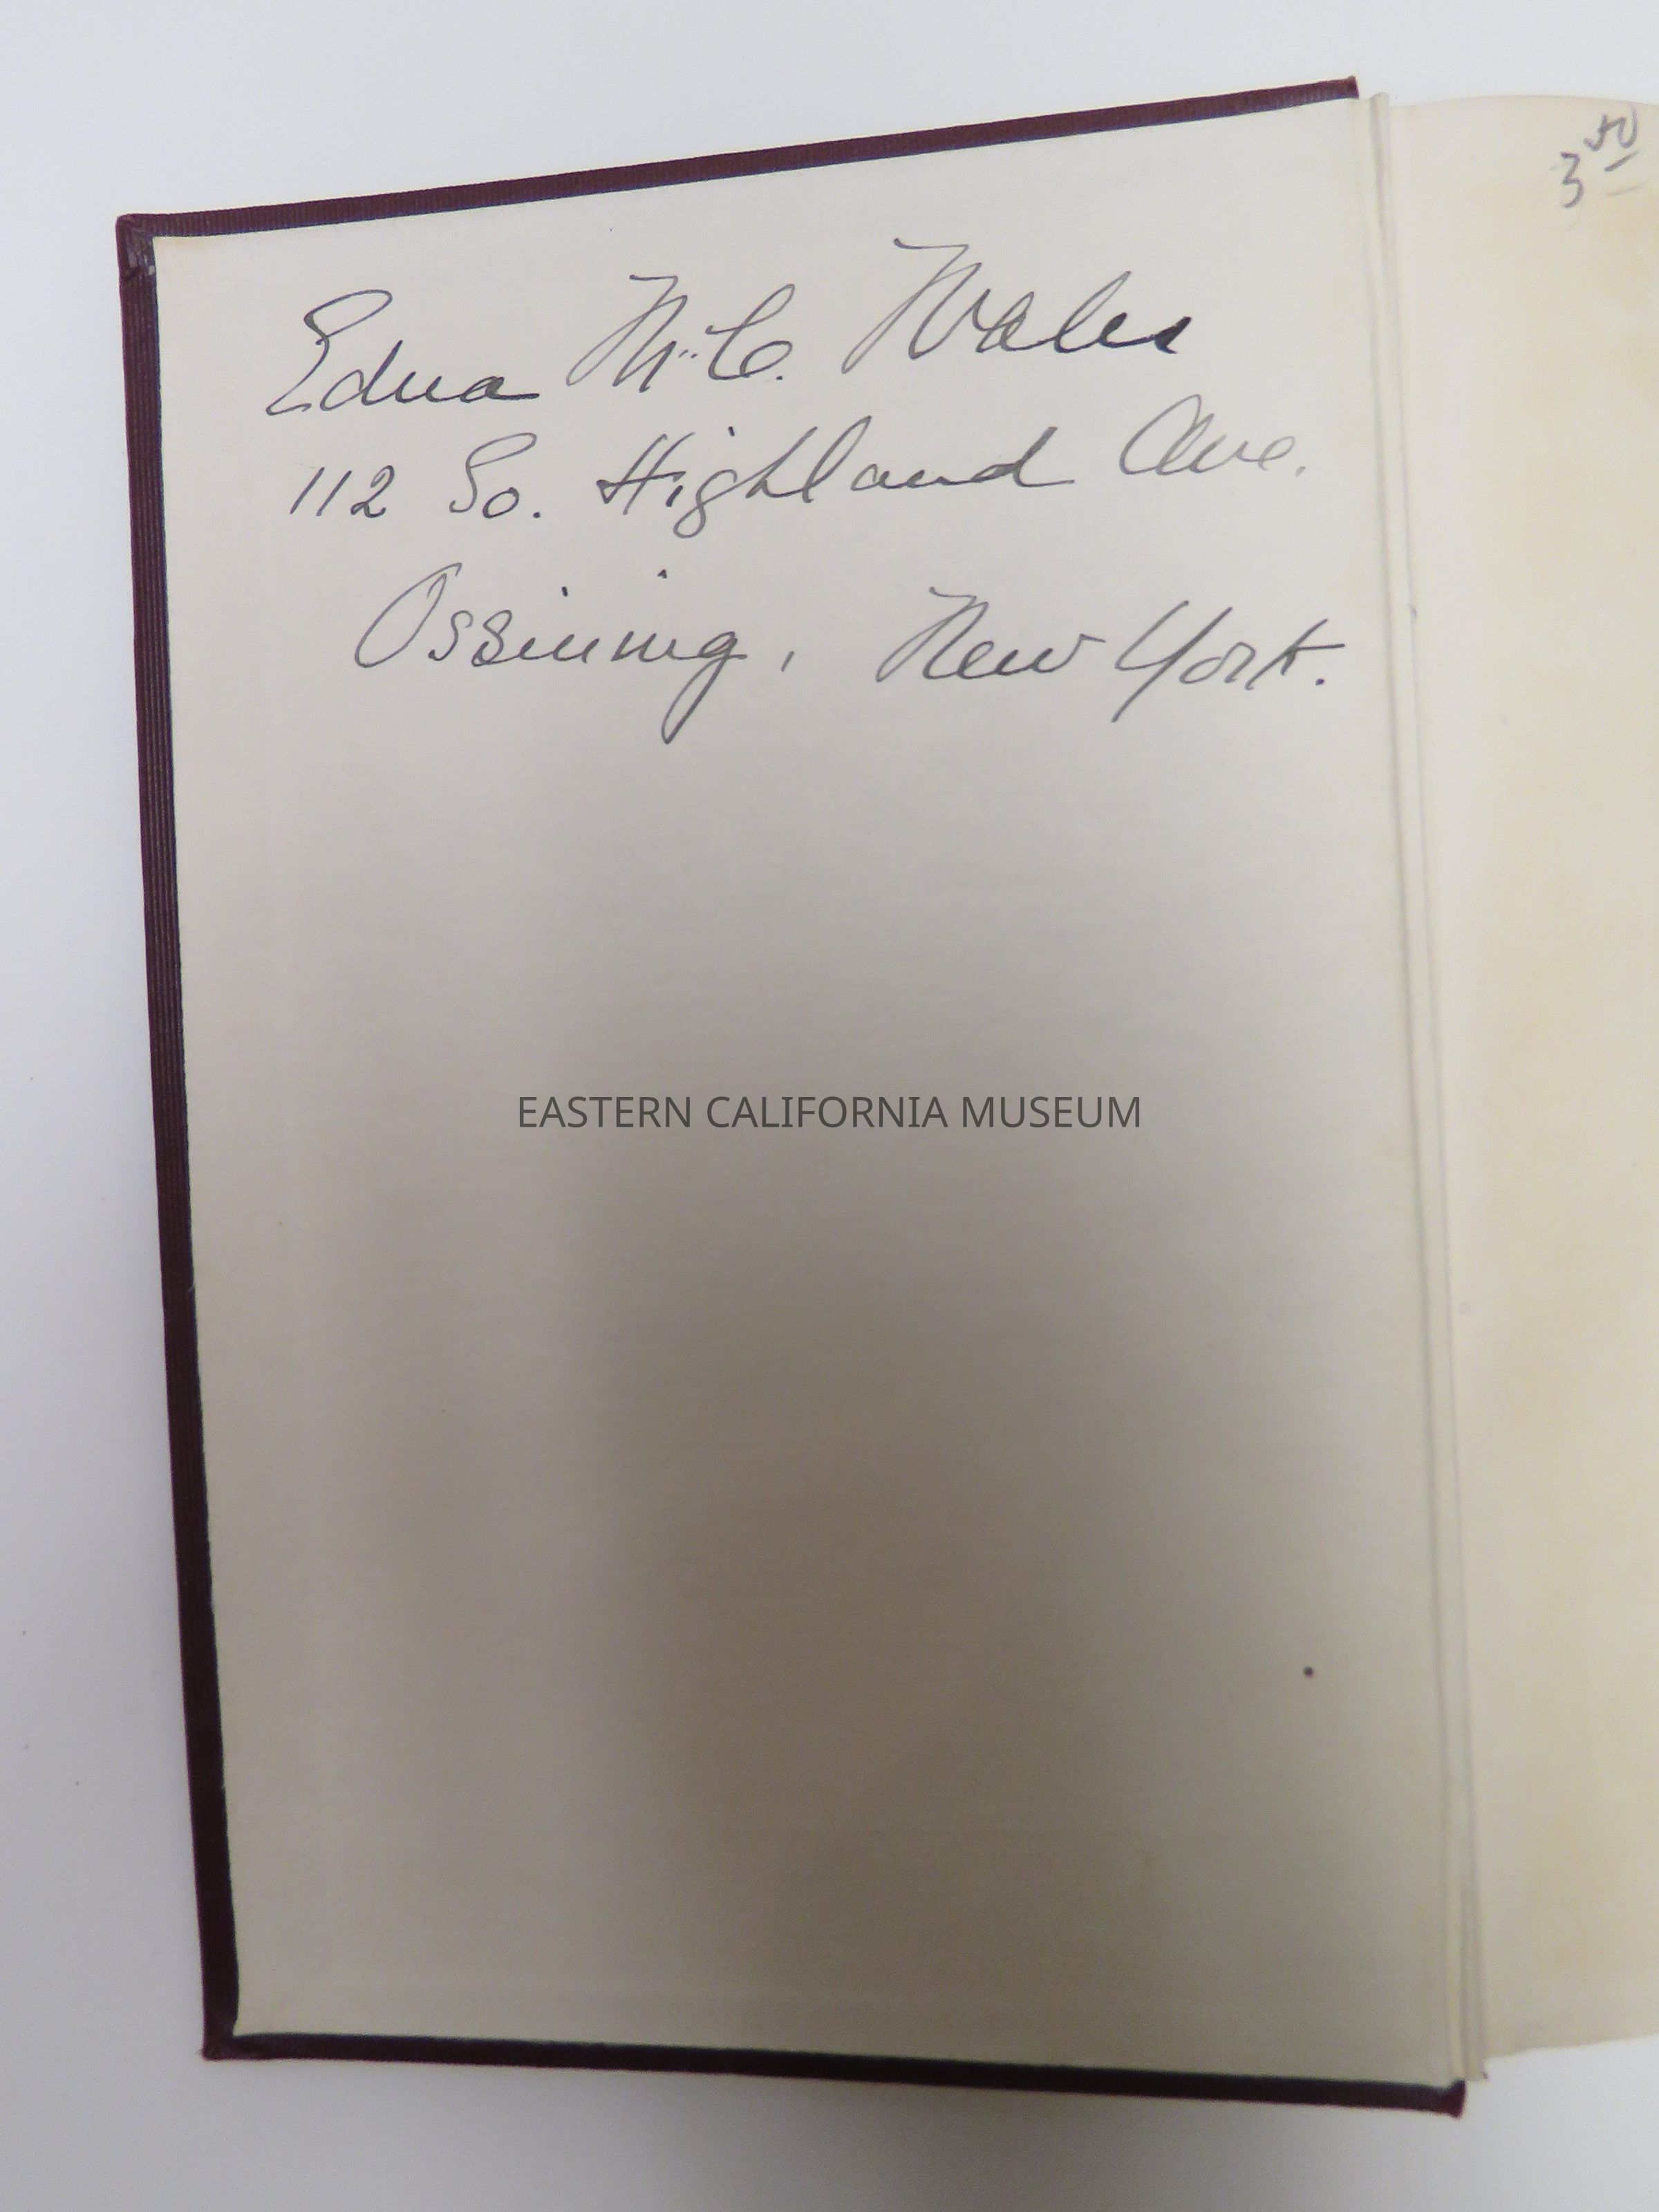 Edna M. C. Wales
112 So. Highland Ave.
Ossining, New York.
3 50
EASTERN CALIFORNIA MUSEUM